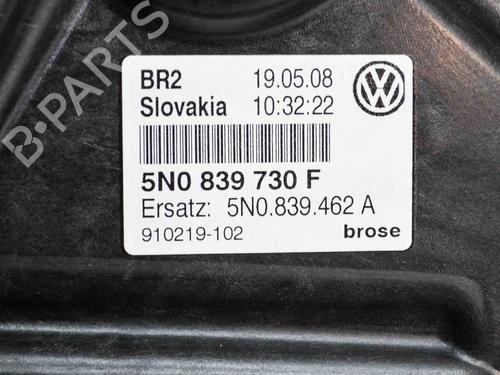 BR2 19.05.08
Slovakia 10:32:22
5N0 839 730 F
Ersatz: 5N0.839.462 A
910219-102 brose
B-PARTS